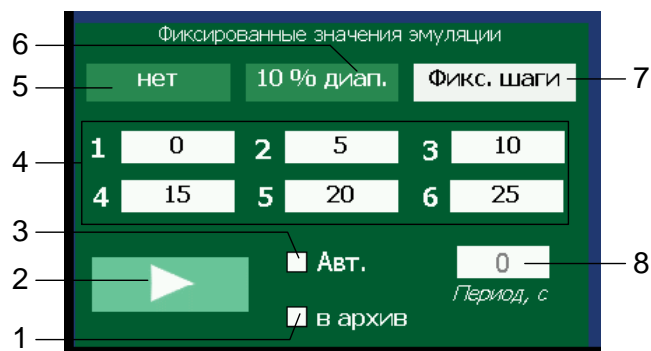 Фиксированные значения эмуляции
6
5 нет 10 % диап. Фикс. шаги 7
1 0 2 5 3 10
4
4 15 5 20 6 25
3 Авт. 0 8
2
Период, с
1 в архив